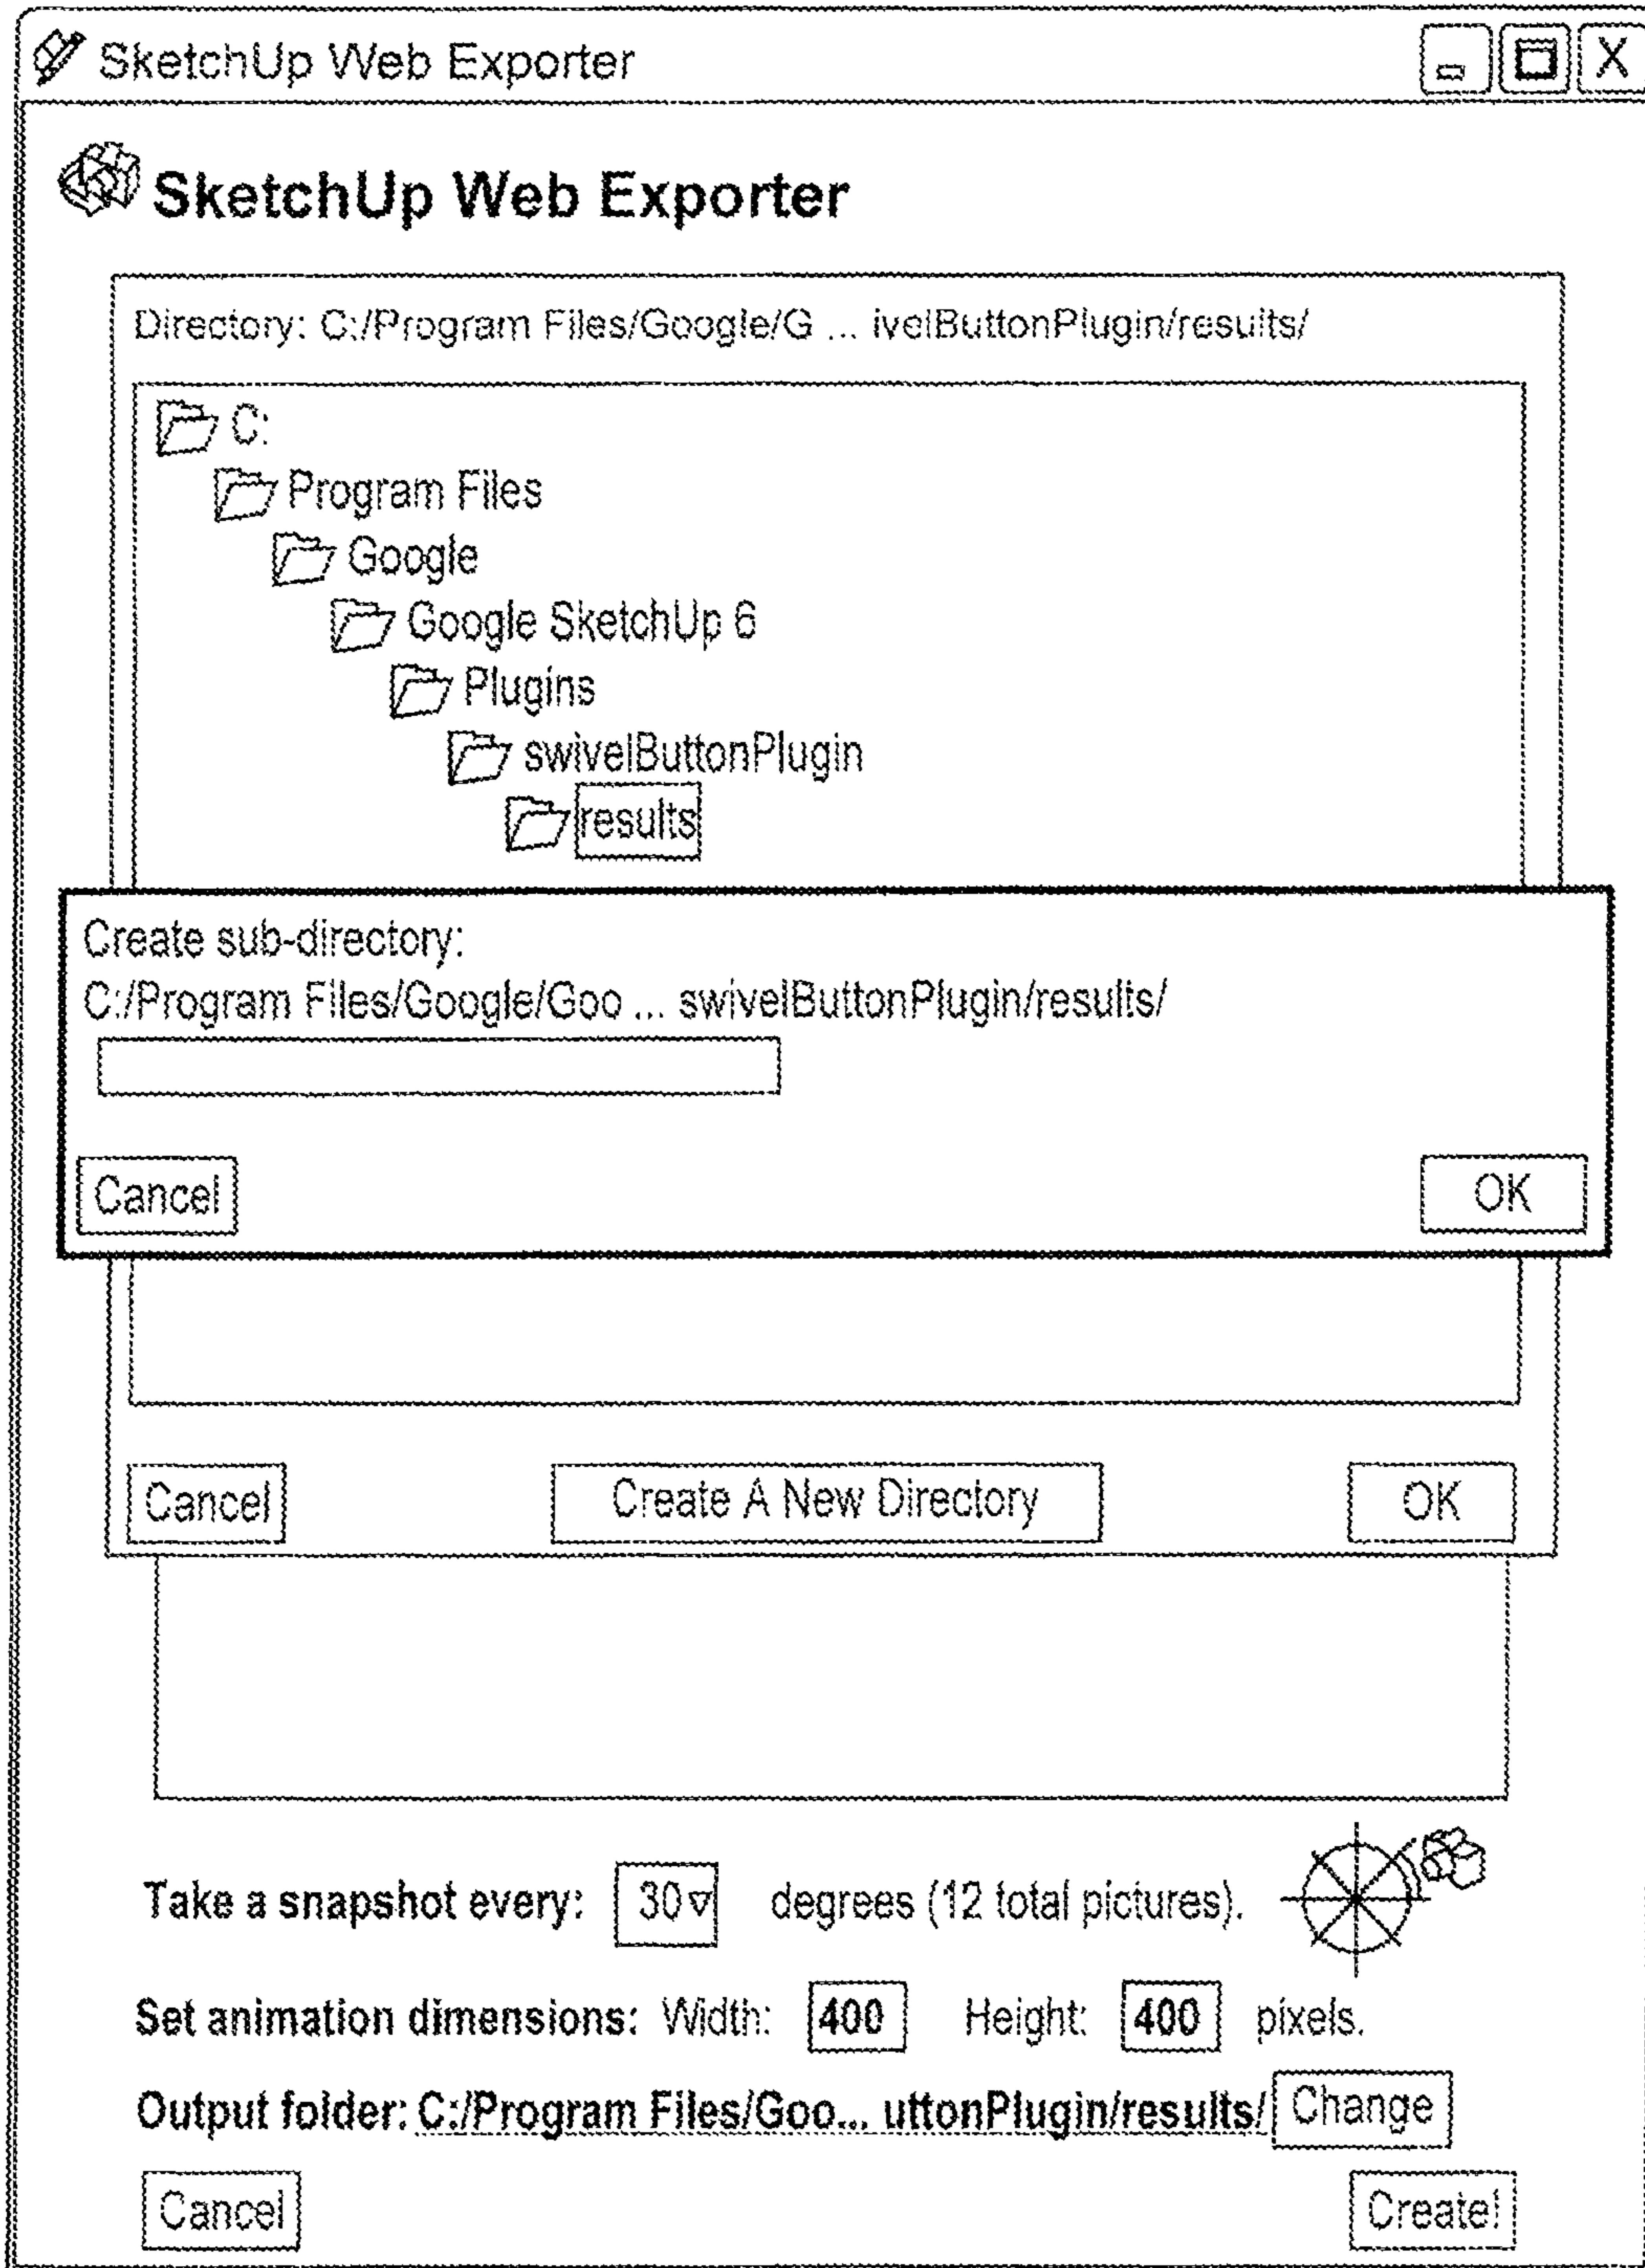 SketchUp Web Exporter
X
SketchUp Web Exporter
Directory: C:/Program Files/Google/G ... ivelButtonPlugin/results/
C:
Program Files
Google
Google SketchUp 6
Plugins
swivelButtonPlugin
results
Create sub-directory:
C:/Program Files/Google/Goo ... swivelButtonPlugin/results/
Cancel OK
Cancel Create A New Directory OK
Take a snapshot every: 30 degrees (12 total pictures).
Set animation dimensions: Width: 400 Height: 400 pixels.
Output folder: C:/Program Files/Goo... uttonPlugin/results/ Change
Cancel Create!